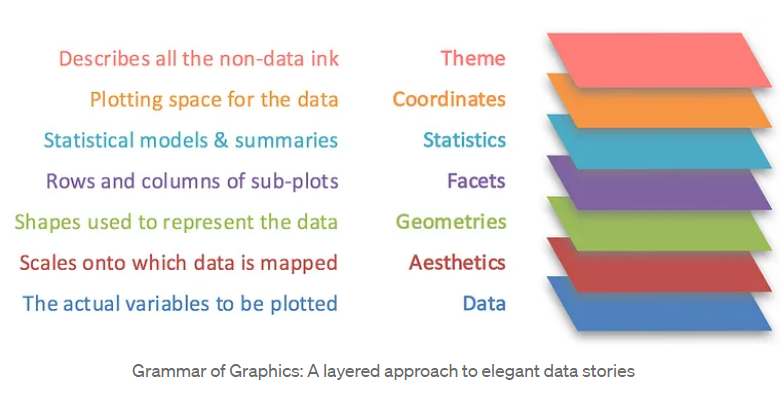 Describes all the non-data ink Theme
Plotting space for the data Coordinates
Statistical models & summaries Statistics
Rows and columns of sub-plots Facets
Shapes used to represent the data Geometries
Scales onto which data is mapped Aesthetics
The actual variables to be plotted Data
Grammar of Graphics: A layered approach to elegant data stories